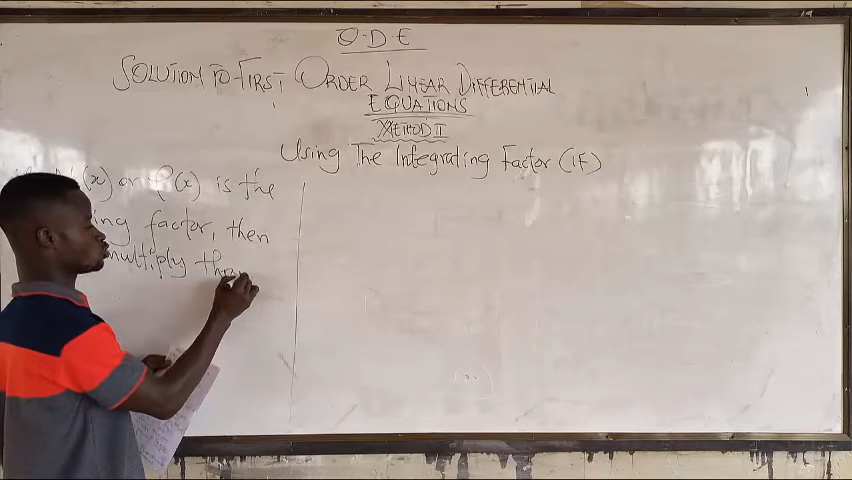 O.D.E
SOLUTION TO FIRST ORDER LINEAR DIFFERENTIAL
EQUATIONS
METHOD II
Using The Integrating Factor (IF)
(x) or (x) is the
ing factor, then
multiply